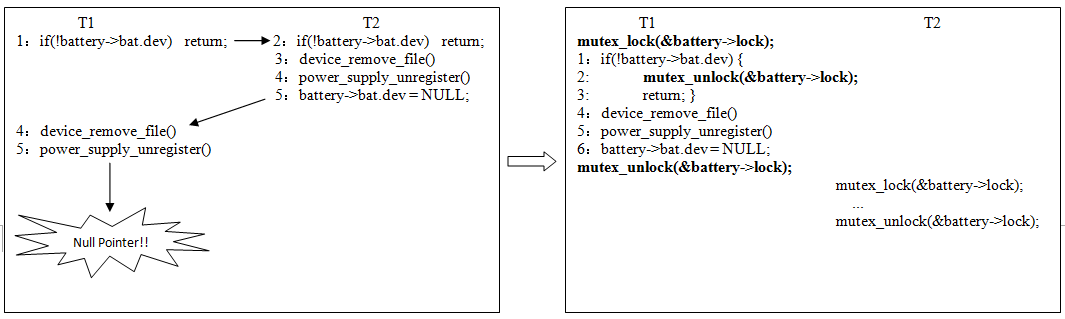 T1 T2
1：if(!battery->bat.dev) return; 2：if(!battery->bat.dev) return;
3：device_remove_file()
4：power_supply_unregister()
5：battery->bat.dev = NULL;
4：device_remove_file()
5：power_supply_unregister()
Null Pointer!!
T1 T2
mutex_lock(&battery->lock);
1：if(!battery->bat.dev) {
2: mutex_unlock(&battery->lock);
3: return; }
4：device_remove_file()
5：power_supply_unregister()
6：battery->bat.dev= NULL;
mutex_unlock(&battery->lock);
mutex_lock(&battery->lock);
...
mutex_unlock(&battery->lock);